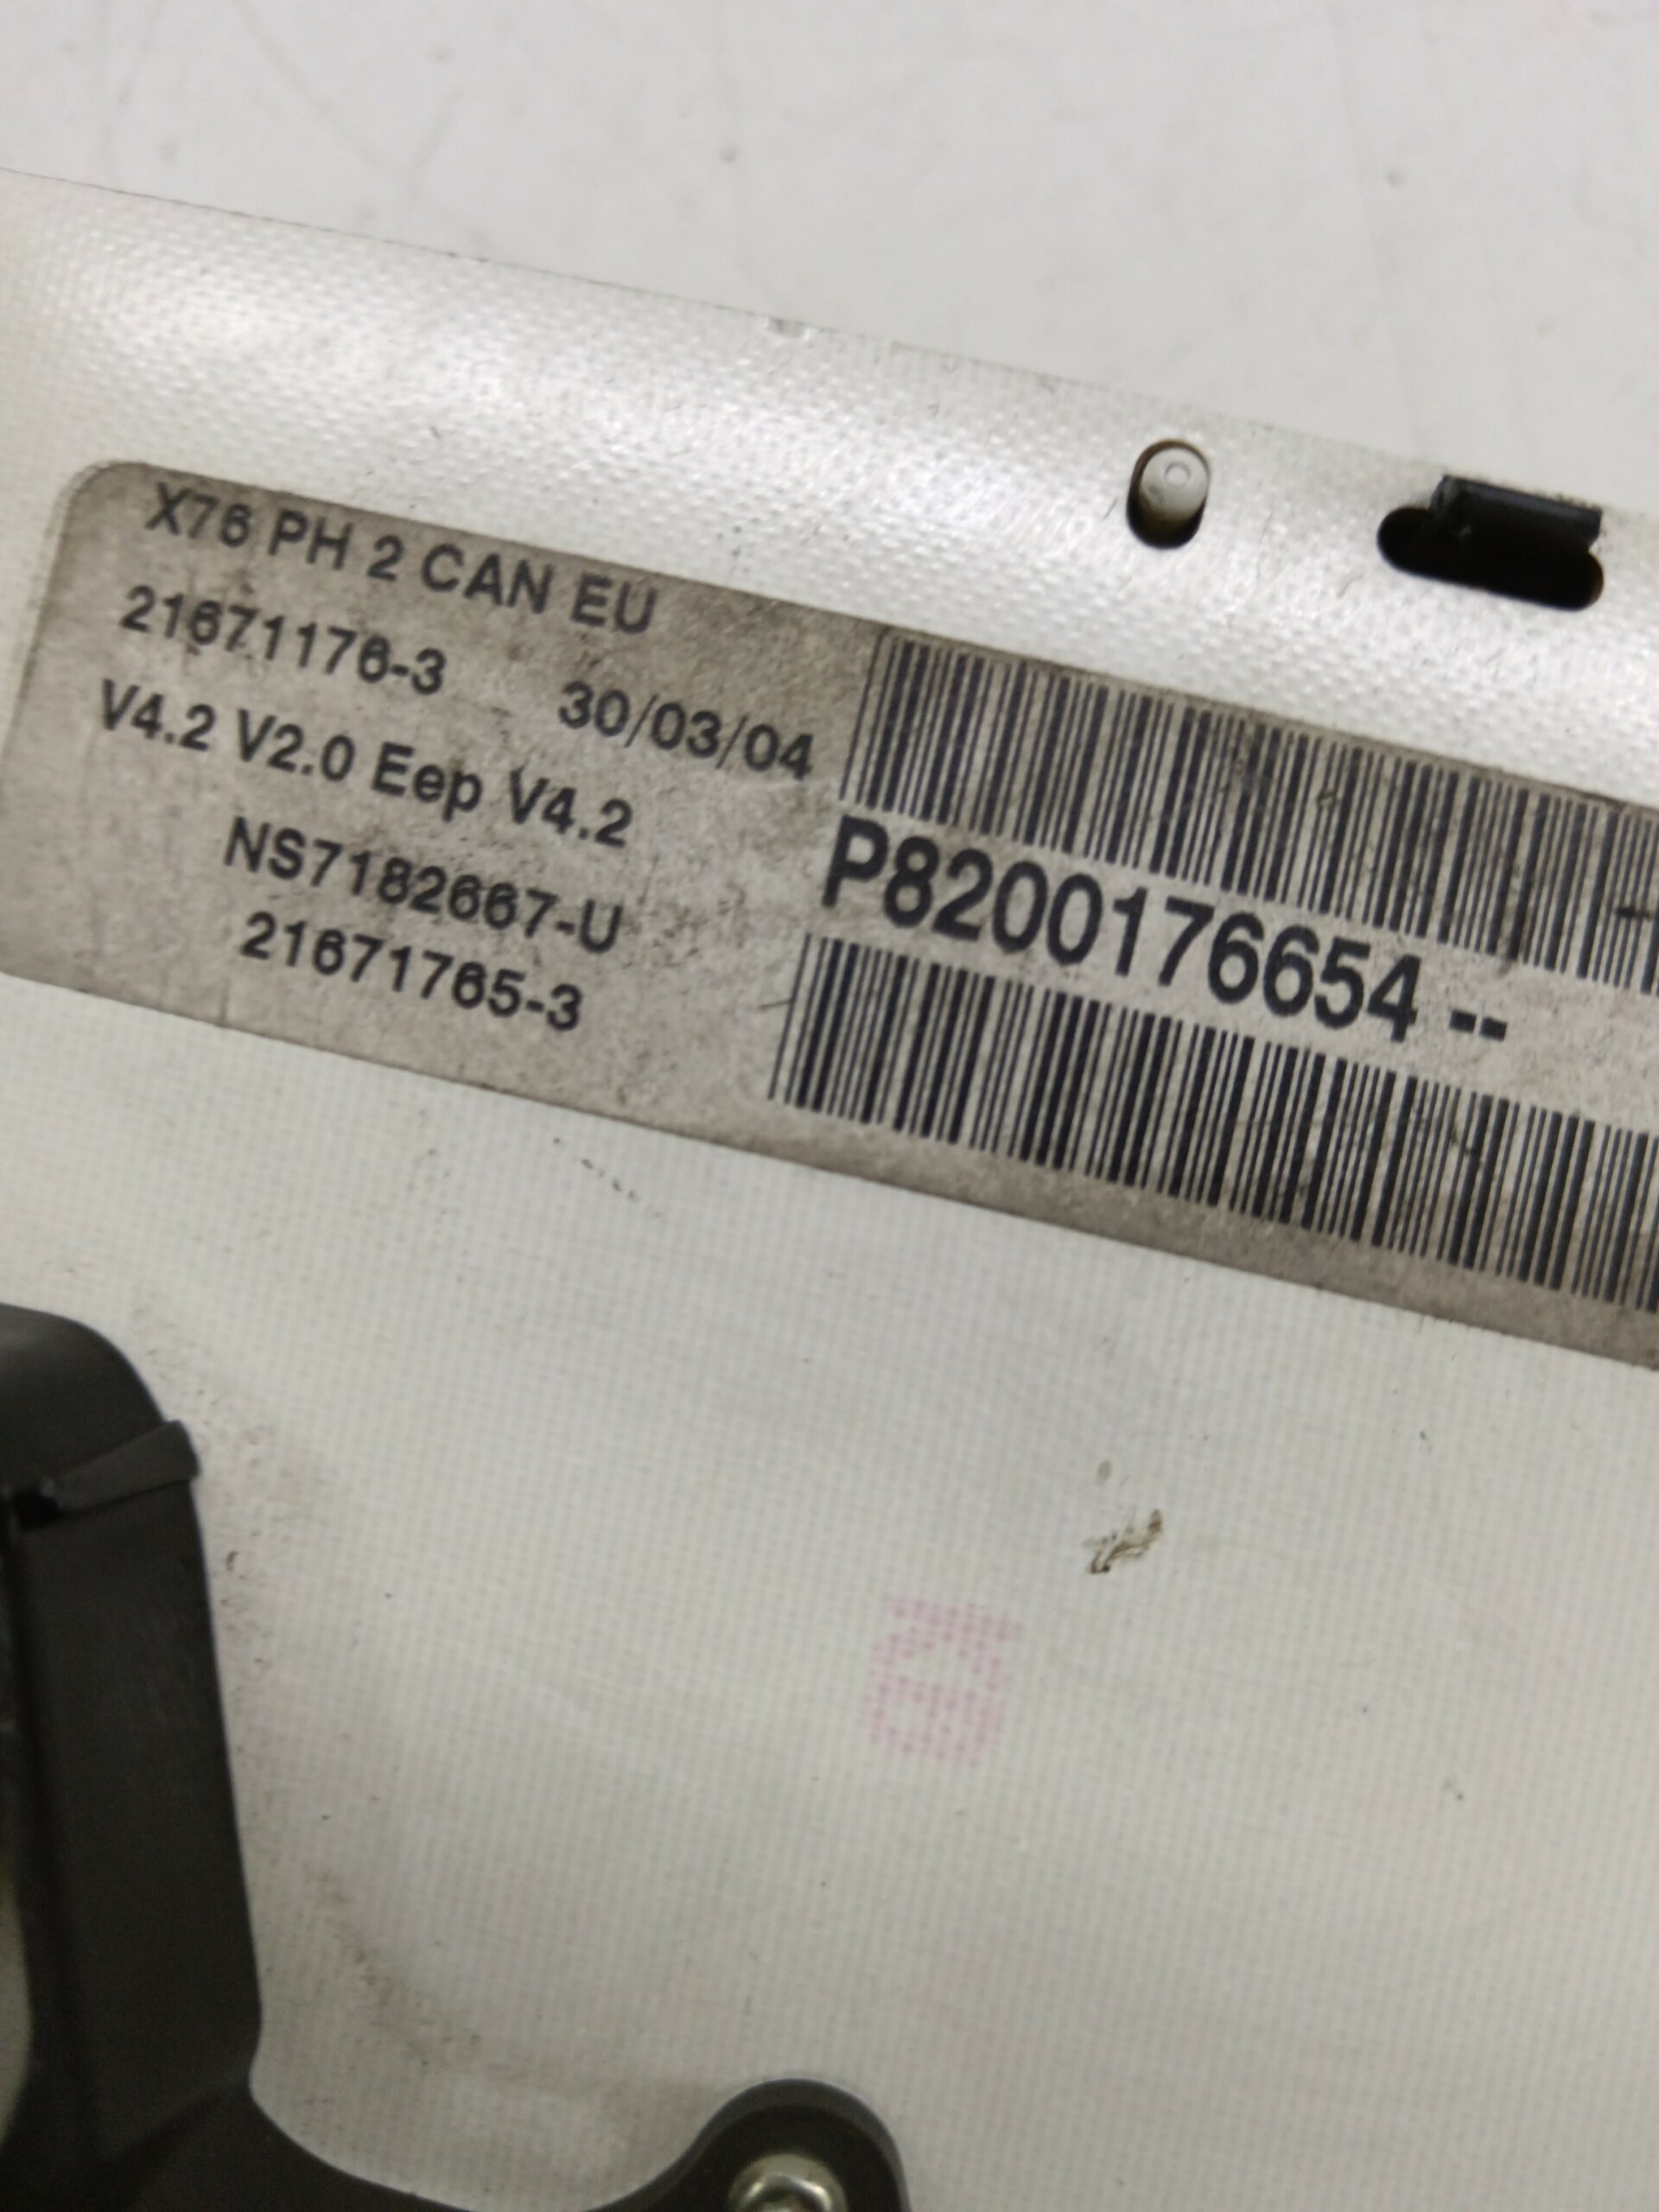 X76 PH 2 CAN EU
21671176-3 30/03/04
V4.2 V2.0 Eep V4.2
NS7182667-U
21671765-3
P8200176654--